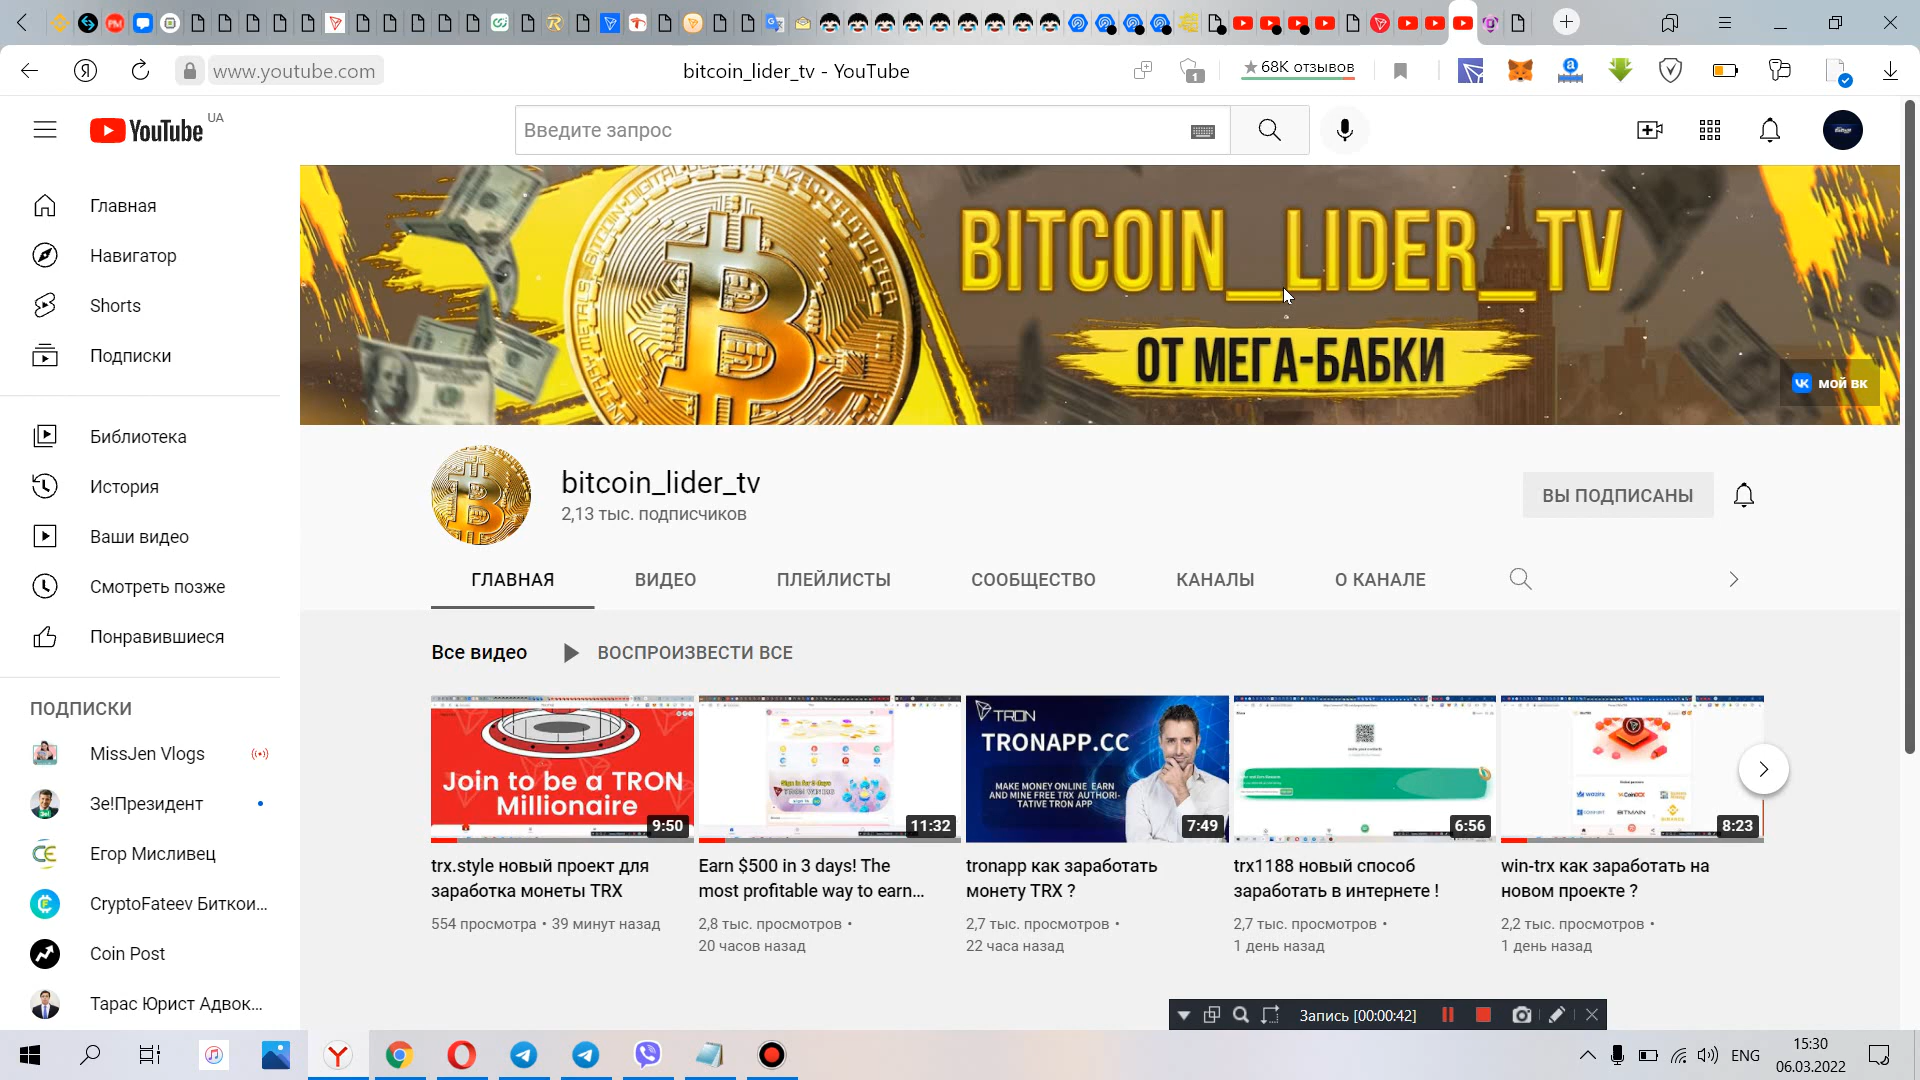 www.youtube.com
bitcoin_lider_tv - YouTube
★ 68K отзывов
1
YouTube UA
Введите запрос
Главная
Навигатор
Shorts
Подписки
Библиотека
История
Ваши видео
Смотреть позже
Понравившиеся
ПОДПИСКИ
MissJen Vlogs
Зе!Президент
Егор Мисливец
CryptoFateev Биткои...
Coin Post
Тарас Юрист Адвок...
BITCOIN__LIDER_TV
ОТ МЕГА-БАБКИ
мой вк
bitcoin_lider_tv
2,13 тыс. подписчиков
ВЫ ПОДПИСАНЫ
ГЛАВНАЯ
ВИДЕО
ПЛЕЙЛИСТЫ
СООБЩЕСТВО
КАНАЛЫ
О КАНАЛЕ
Все видео
ВОСПРОИЗВЕСТИ ВСЕ
Join to be a TRON
Millionaire
9:50
trx.style новый проект для
заработка монеты TRX
554 просмотра • 39 минут назад
11:32
Earn $500 in 3 days! The
most profitable way to earn...
2,8 тыс. просмотров •
20 часов назад
TRON
TRONAPP.CC
MAKE MONEY ONLINE EARN
AND MINE FREE TRX AUTHORI-
TATIVE TRON APP
7:49
tronapp как заработать
монету TRX ?
2,7 тыс. просмотров •
22 часа назад
6:56
trx1188 новый способ
заработать в интернете !
2,7 тыс. просмотров •
1 день назад
BITMAIN
8:23
win-trx как заработать на
новом проекте ?
2,2 тыс. просмотров •
1 день назад
Запись [00:00:42]
ENG
15:30
06.03.2022